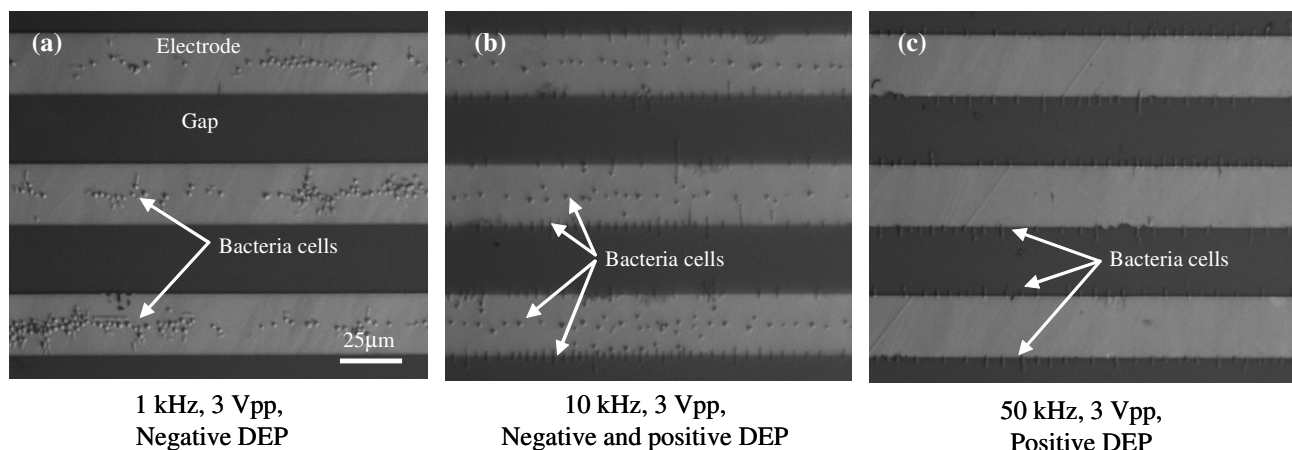 (a)
Electrode
Gap
Bacteria cells
25μm
1 kHz, 3 Vpp,
Negative DEP
(b)
Bacteria cells
10 kHz, 3 Vpp,
Negative and positive DEP
(c)
Bacteria cells
50 kHz, 3 Vpp,
Positive DEP